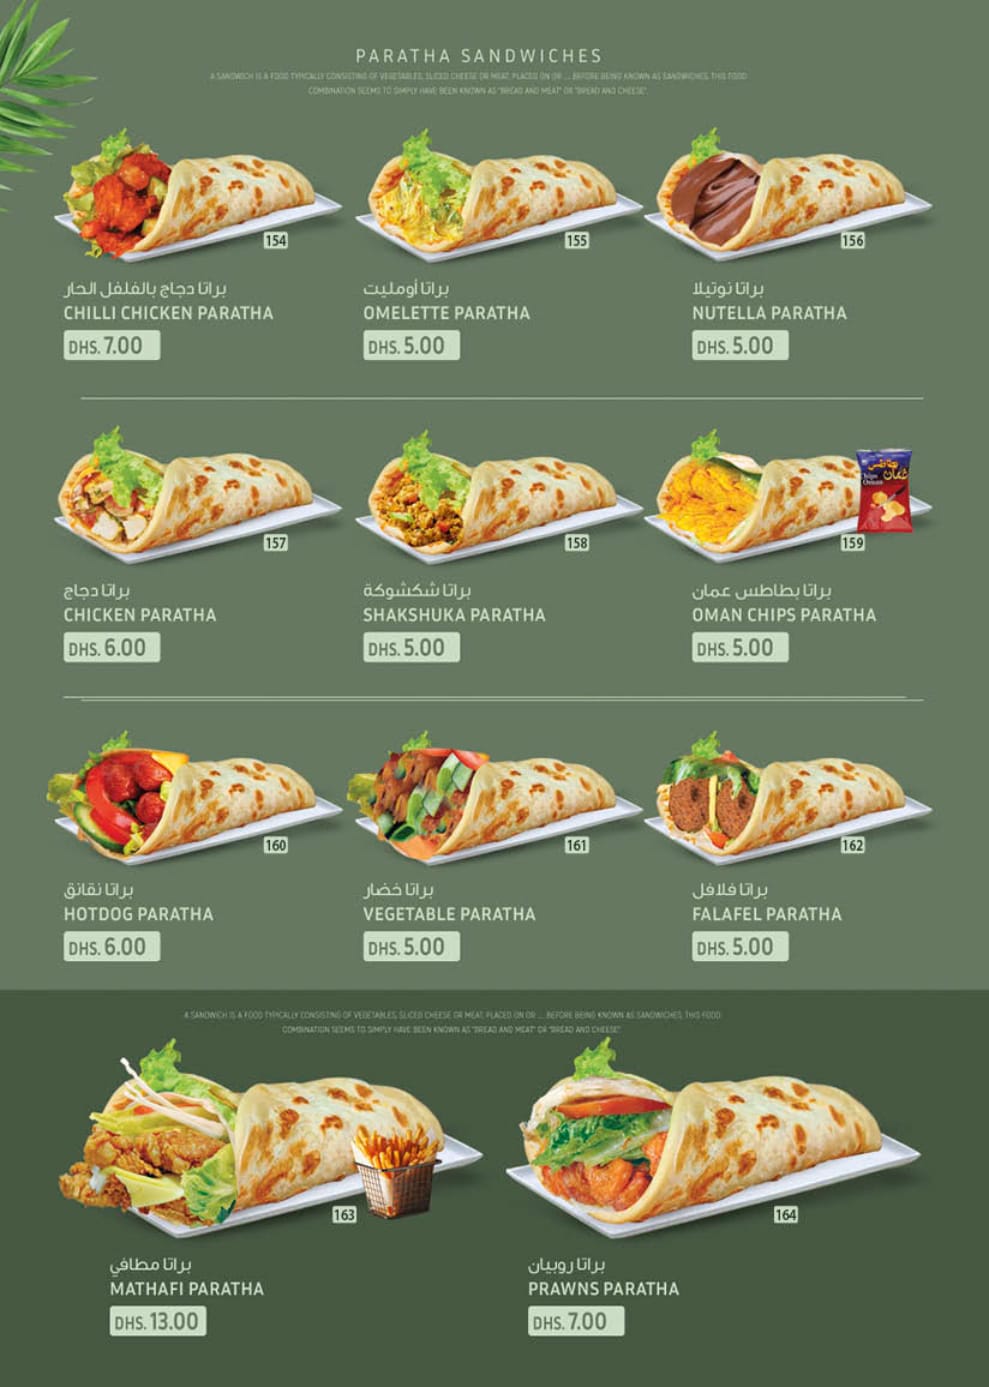 PARATHA SANDWICHES
A SANDWICH IS A FOOD TYPICALLY CONSISTING OF VEGETABLES, SLICED CHEESE OR MEAT, PLACED ON OR .... BEFORE BEING KNOWN AS SANDWICHES, THIS FOOD
COMBINATION SEEMS TO SIMPLY HAVE BEEN KNOWN AS "BREAD AND MEAT" OR "BREAD AND CHEESE".
154
براتا دجاج بالفلفل الحار
CHILLI CHICKEN PARATHA
DHS. 7.00
155
براتا أومليت
OMELETTE PARATHA
DHS. 5.00
156
براتا نوتيلا
NUTELLA PARATHA
DHS. 5.00
157
براتا دجاج
CHICKEN PARATHA
DHS. 6.00
158
براتا شكشوكة
SHAKSHUKA PARATHA
DHS. 5.00
بطاطس
عمان
Chips
Oman
159
براتا بطاطس عمان
OMAN CHIPS PARATHA
DHS. 5.00
160
براتا نقانق
HOTDOG PARATHA
DHS. 6.00
161
براتا خضار
VEGETABLE PARATHA
DHS. 5.00
162
براتا فلافل
FALAFEL PARATHA
DHS. 5.00
A SANDWICH IS A FOOD TYPICALLY CONSISTING OF VEGETABLES, SLICED CHEESE OR MEAT, PLACED ON OR .... BEFORE BEING KNOWN AS SANDWICHES, THIS FOOD
COMBINATION SEEMS TO SIMPLY HAVE BEEN KNOWN AS "BREAD AND MEAT" OR "BREAD AND CHEESE".
163
براتا مطافي
MATHAFI PARATHA
DHS. 13.00
164
براتا روبيان
PRAWNS PARATHA
DHS. 7.00